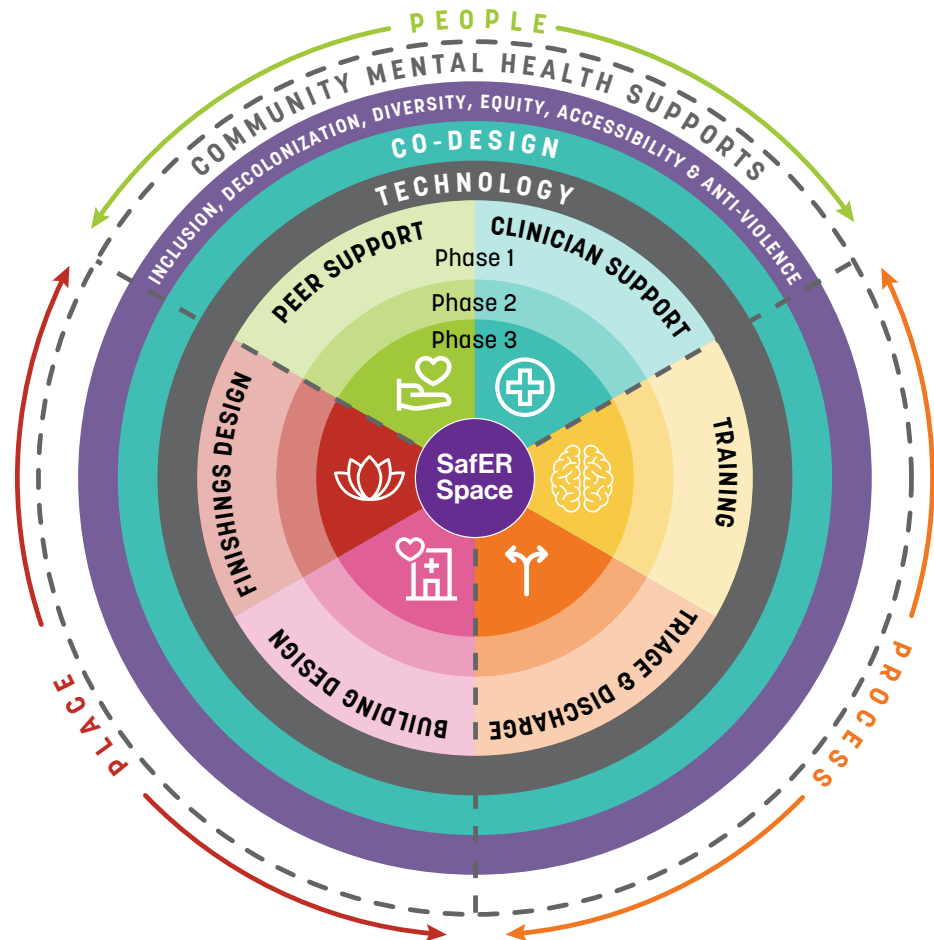 PEOPLE
COMMUNITY MENTAL HEALTH SUPPORTS
INCLUSION, DECOLONIZATION, DIVERSITY, EQUITY, ACCESSIBILITY & ANTI-VIOLENCE
CO-DESIGN
TECHNOLOGY
PEER SUPPORT
CLINICIAN SUPPORT
Phase 1
Phase 2
Phase 3
FINISHINGS DESIGN
SafER
Space
TRAINING
BUILDING DESIGN
TRIAGE & DISCHARGE
PLACE
PROCESS